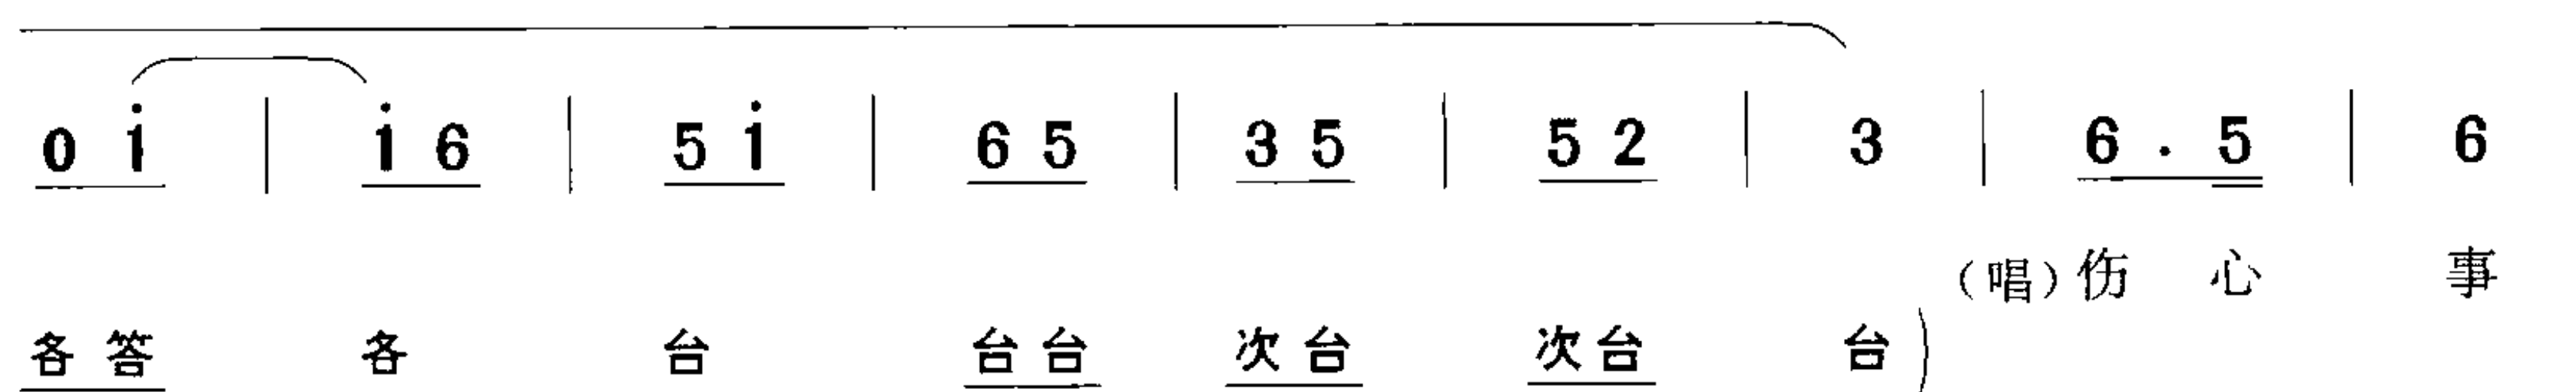 0 i̇ | i̇ 6 | 5 i̇ | 6 5 | 3 5 | 5 2 | 3 | 6 . 5 | 6
（唱）伤 心 事
各 答 各 台 台 台 次 台 次 台 台）